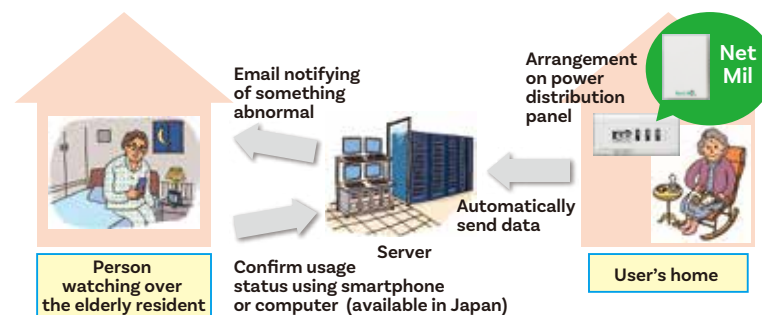 Email notifying
of something
abnormal
Arrangement
on power
distribution
panel
Net
Mil
Automatically
send data
Server
Person
watching over
the elderly resident
Confirm usage
status using smartphone
or computer (available in Japan)
User's home